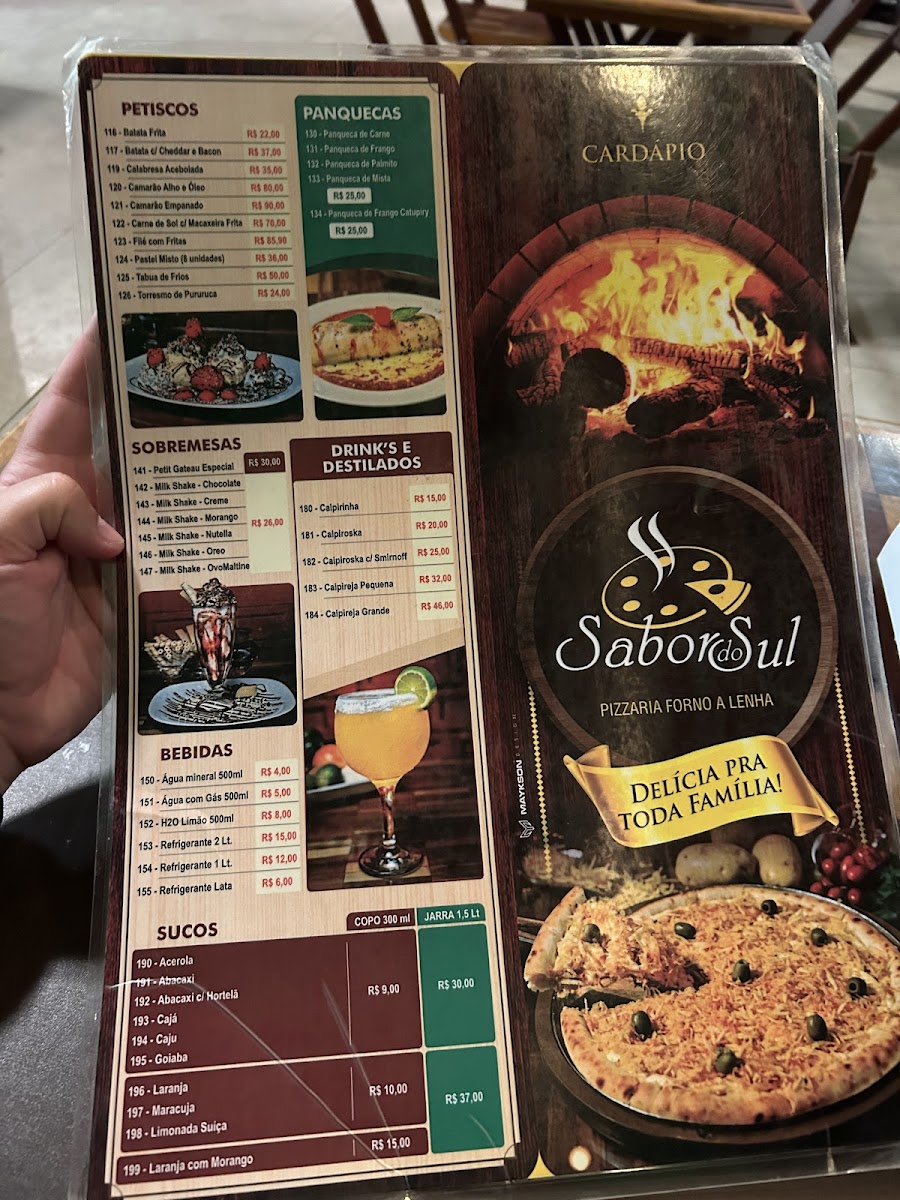 PETISCOS
116 - Batata Frita R$ 22,00
117 - Batata c/ Cheddar e Bacon R$ 37,00
119 - Calabresa Acebolada R$ 35,00
120 - Camarão Alho e Óleo R$ 80,00
121 - Camarão Empanado R$ 90,00
122 - Carne de Sol c/ Macaxeira Frita R$ 70,00
123 - Filé com Fritas R$ 85,90
124 - Pastel Misto (8 unidades) R$ 36,00
125 - Tabua de Frios R$ 50,00
126 - Torresmo de Pururuca R$ 24,00
PANQUECAS
130 - Panqueca de Carne
131 - Panqueca de Frango
132 - Panqueca de Palmito
133 - Panqueca de Mista
R$ 25,00
134 - Panqueca de Frango Catupiry
R$ 25,00
SOBREMESAS
141 - Petit Gateau Especial R$ 30,00
142 - Milk Shake - Chocolate
143 - Milk Shake - Creme
144 - Milk Shake - Morango
R$ 26,00
145 - Milk Shake - Nutella
146 - Milk Shake - Oreo
147 - Milk Shake - OvoMaltine
DRINK'S E
DESTILADOS
180 - Caipirinha R$ 15,00
181 - Caipiroska R$ 20,00
182 - Caipiroska c/ Smirnoff R$ 25,00
183 - Caipireja Pequena R$ 32,00
184 - Caipireja Grande R$ 46,00
BEBIDAS
150 - Água mineral 500ml R$ 4,00
151 - Água com Gás 500ml R$ 5,00
152 - H2O Limão 500ml R$ 8,00
153 - Refrigerante 2 Lt. R$ 15,00
154 - Refrigerante 1 Lt. R$ 12,00
155 - Refrigerante Lata R$ 6,00
SUCOS COPO 300 ml JARRA 1,5 Lt
190 - Acerola
191 - Abacaxi
192 - Abacaxi c/ Hortelã R$ 9,00 R$ 30,00
193 - Cajá
194 - Caju
195 - Goiaba
196 - Laranja
197 - Maracuja R$ 10,00 R$ 37,00
198 - Limonada Suiça
199 - Laranja com Morango R$ 15,00
CARDAPIO
Sabor do Sul
PIZZARIA FORNO A LENHA
MAYKSON DESIGN
DELÍCIA PRA
TODA FAMÍLIA!